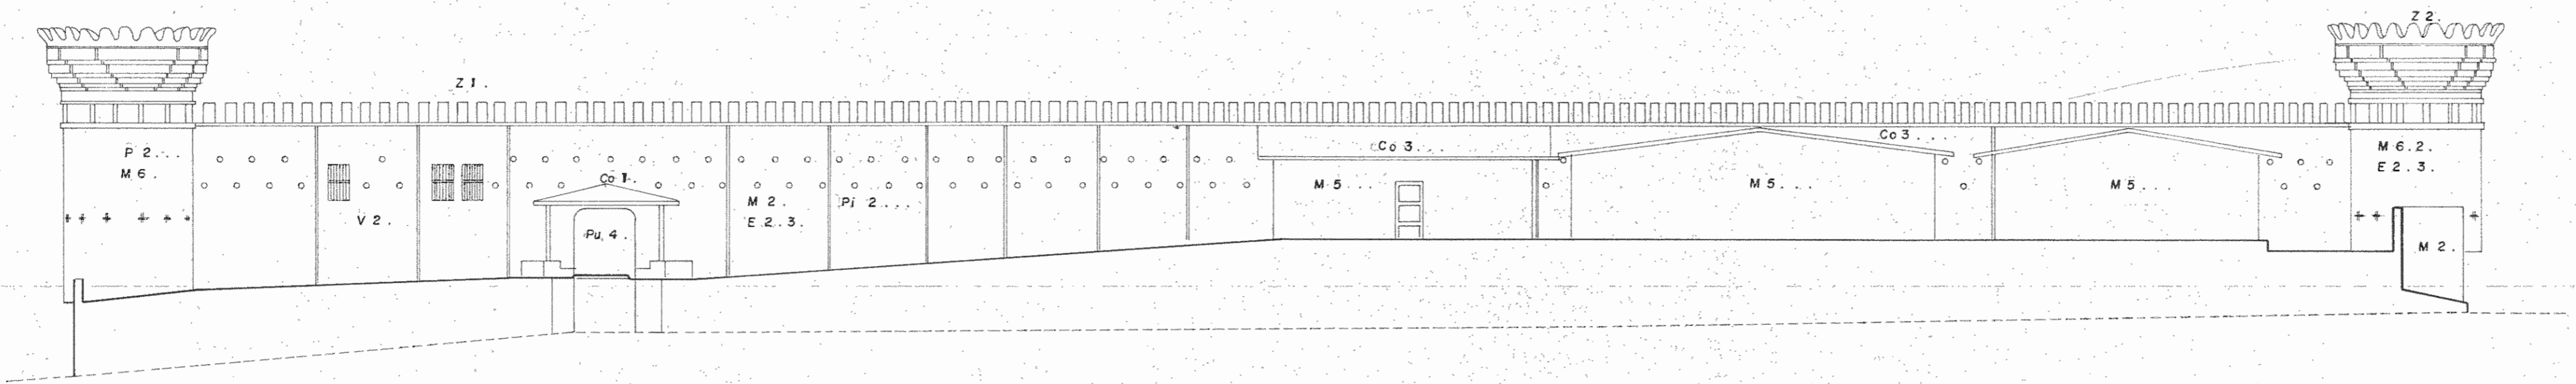 Z 2.
Z 1.
P 2...
M 6.
V 2.
Co 1.
Pu 4.
M 2.
E 2.3.
Pi 2...
Co 3...
M 5...
Co 3...
M 5...
M 5...
M 6.2.
E 2.3.
M 2.